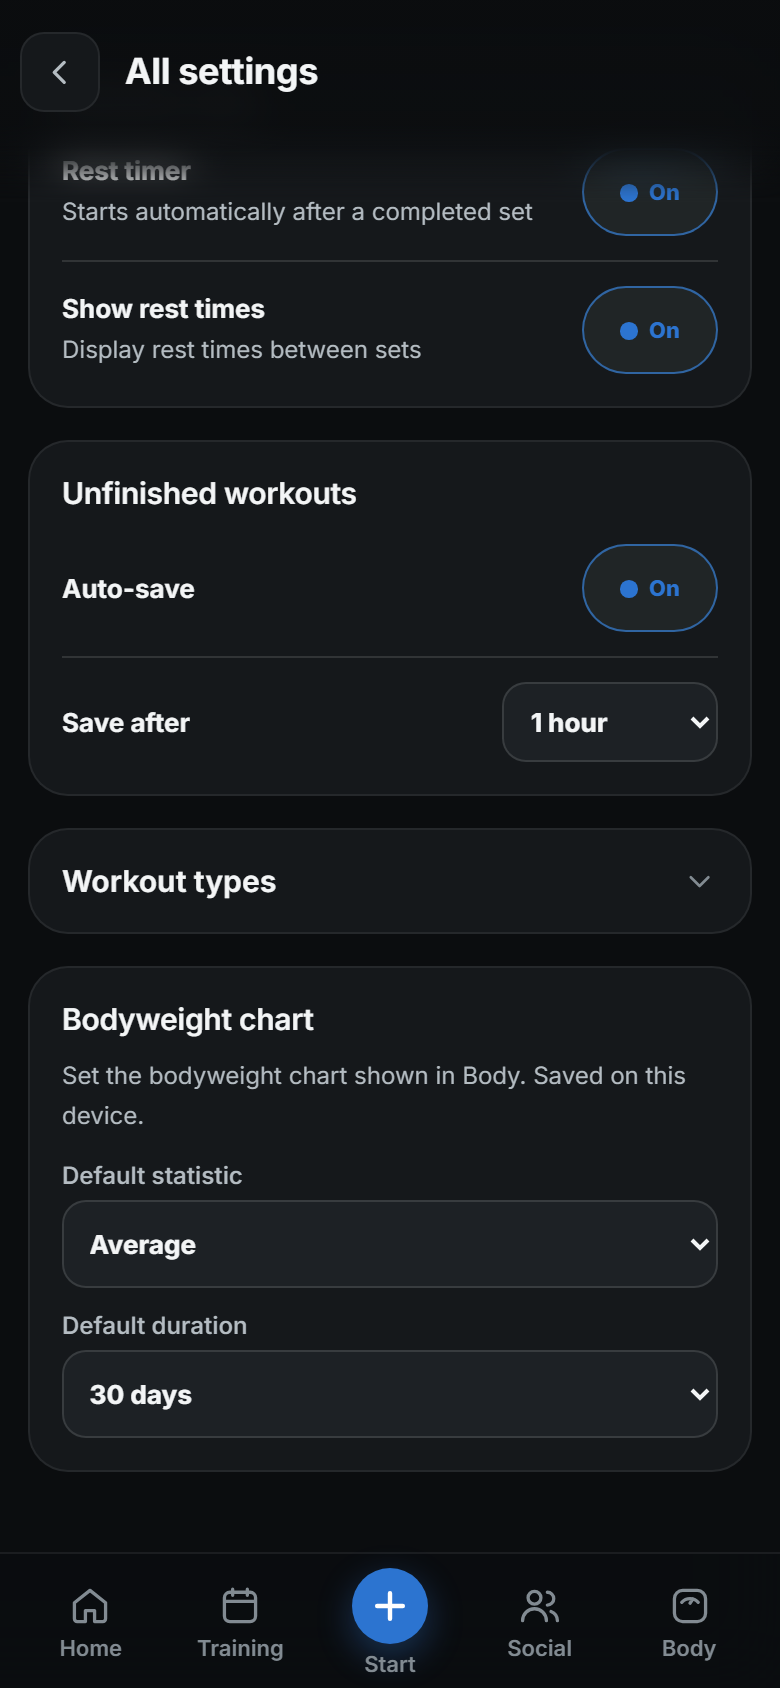 All settings
Rest timer
Starts automatically after a completed set
On
Show rest times
Display rest times between sets
On
Unfinished workouts
Auto-save
On
Save after
1 hour
Workout types
Bodyweight chart
Set the bodyweight chart shown in Body. Saved on this
device.
Default statistic
Average
Default duration
30 days
Home
Training
Start
Social
Body